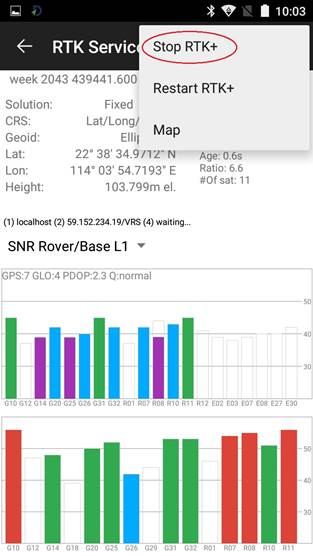 10:03
RTK Service
Stop RTK+
Restart RTK+
Map
week 2043 439441.600
Solution: Fixed
CRS: Lat/Long/
Geoid: Ellip
Lat: 22° 38' 34.9712" N
Lon: 114° 03' 54.7193" E
Height: 103.799m el.
Age: 0.6s
Ratio: 6.6
#Of sat: 11
(1) localhost (2) 59.152.234.19/VRS (4) waiting...
SNR Rover/Base L1
GPS:7 GLO:4 PDOP:2.3 Q:normal
50
40
30
G10 G12 G14 G20 G25 G26 G31 G32 R01 R07 R08 R10 R11 R12 E02 E03 E07 E08 E27 E30
50
40
30
G10 G12 G14 G18 G20 G25 G26 G29 G31 G32 R01 R07 R08 R10 R11